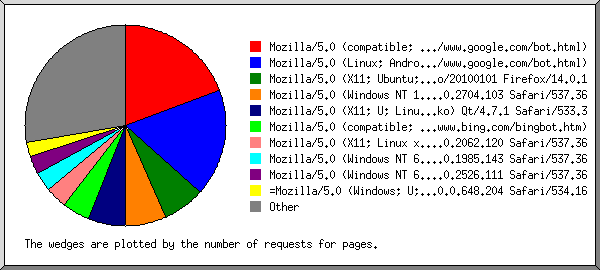 Mozilla/5.0 (compatible; .../www.google.com/bot.html)
Mozilla/5.0 (Linux; Andro.../www.google.com/bot.html)
Mozilla/5.0 (X11; Ubuntu;...o/20100101 Firefox/14.0.1
Mozilla/5.0 (Windows NT 1....0.2704.103 Safari/537.36
Mozilla/5.0 (X11; U; Linu...ko) Qt/4.7.1 Safari/533.3
Mozilla/5.0 (compatible; ...www.bing.com/bingbot.htm)
Mozilla/5.0 (X11; Linux x....0.2062.120 Safari/537.36
Mozilla/5.0 (Windows NT 6....0.1985.143 Safari/537.36
Mozilla/5.0 (Windows NT 6....0.2526.111 Safari/537.36
=Mozilla/5.0 (Windows; U;...0.0.648.204 Safari/534.16
Other
The wedges are plotted by the number of requests for pages.